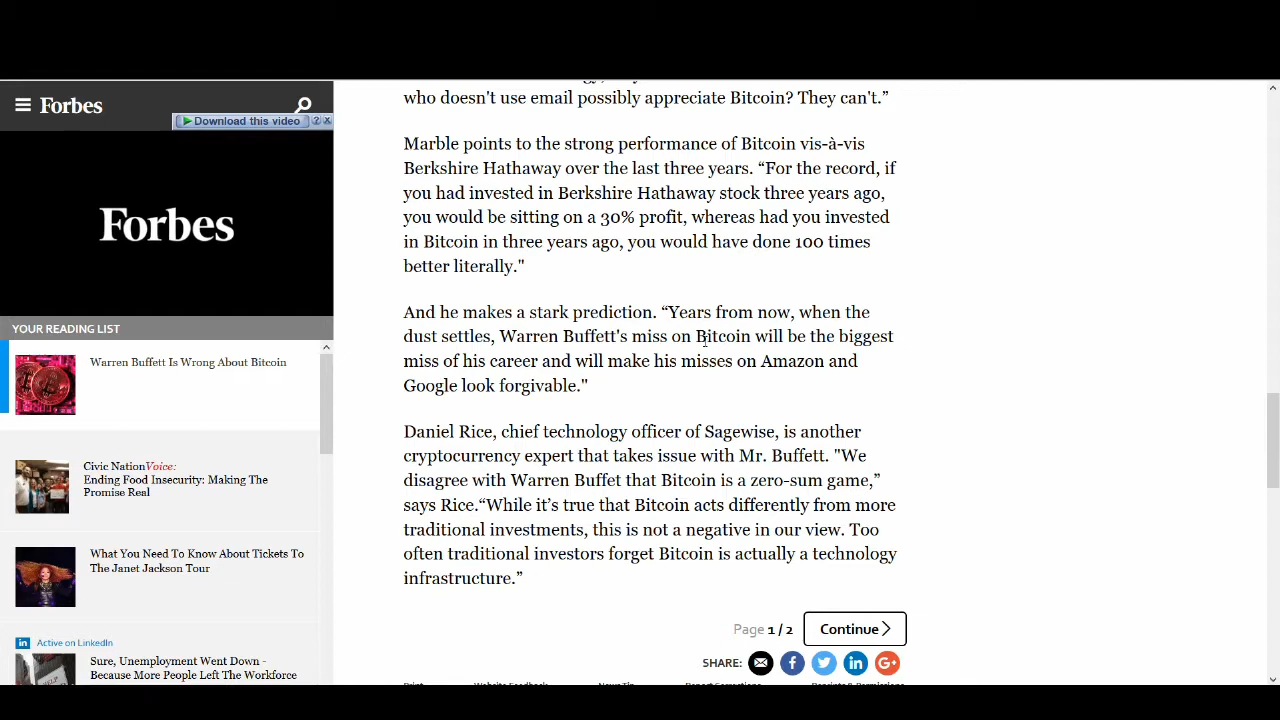 Forbes
Download this video
Forbes
YOUR READING LIST
Warren Buffett Is Wrong About Bitcoin
Civic NationVoice:
Ending Food Insecurity: Making The
Promise Real
What You Need To Know About Tickets To
The Janet Jackson Tour
in Active on LinkedIn
Sure, Unemployment Went Down -
Because More People Left The Workforce
who doesn't use email possibly appreciate Bitcoin? They can't.”
Marble points to the strong performance of Bitcoin vis-à-vis
Berkshire Hathaway over the last three years. “For the record, if
you had invested in Berkshire Hathaway stock three years ago,
you would be sitting on a 30% profit, whereas had you invested
in Bitcoin in three years ago, you would have done 100 times
better literally."
And he makes a stark prediction. “Years from now, when the
dust settles, Warren Buffett's miss on Bitcoin will be the biggest
miss of his career and will make his misses on Amazon and
Google look forgivable."
Daniel Rice, chief technology officer of Sagewise, is another
cryptocurrency expert that takes issue with Mr. Buffett. "We
disagree with Warren Buffet that Bitcoin is a zero-sum game,”
says Rice.“While it’s true that Bitcoin acts differently from more
traditional investments, this is not a negative in our view. Too
often traditional investors forget Bitcoin is actually a technology
infrastructure.”
Page 1 / 2 Continue
SHARE: